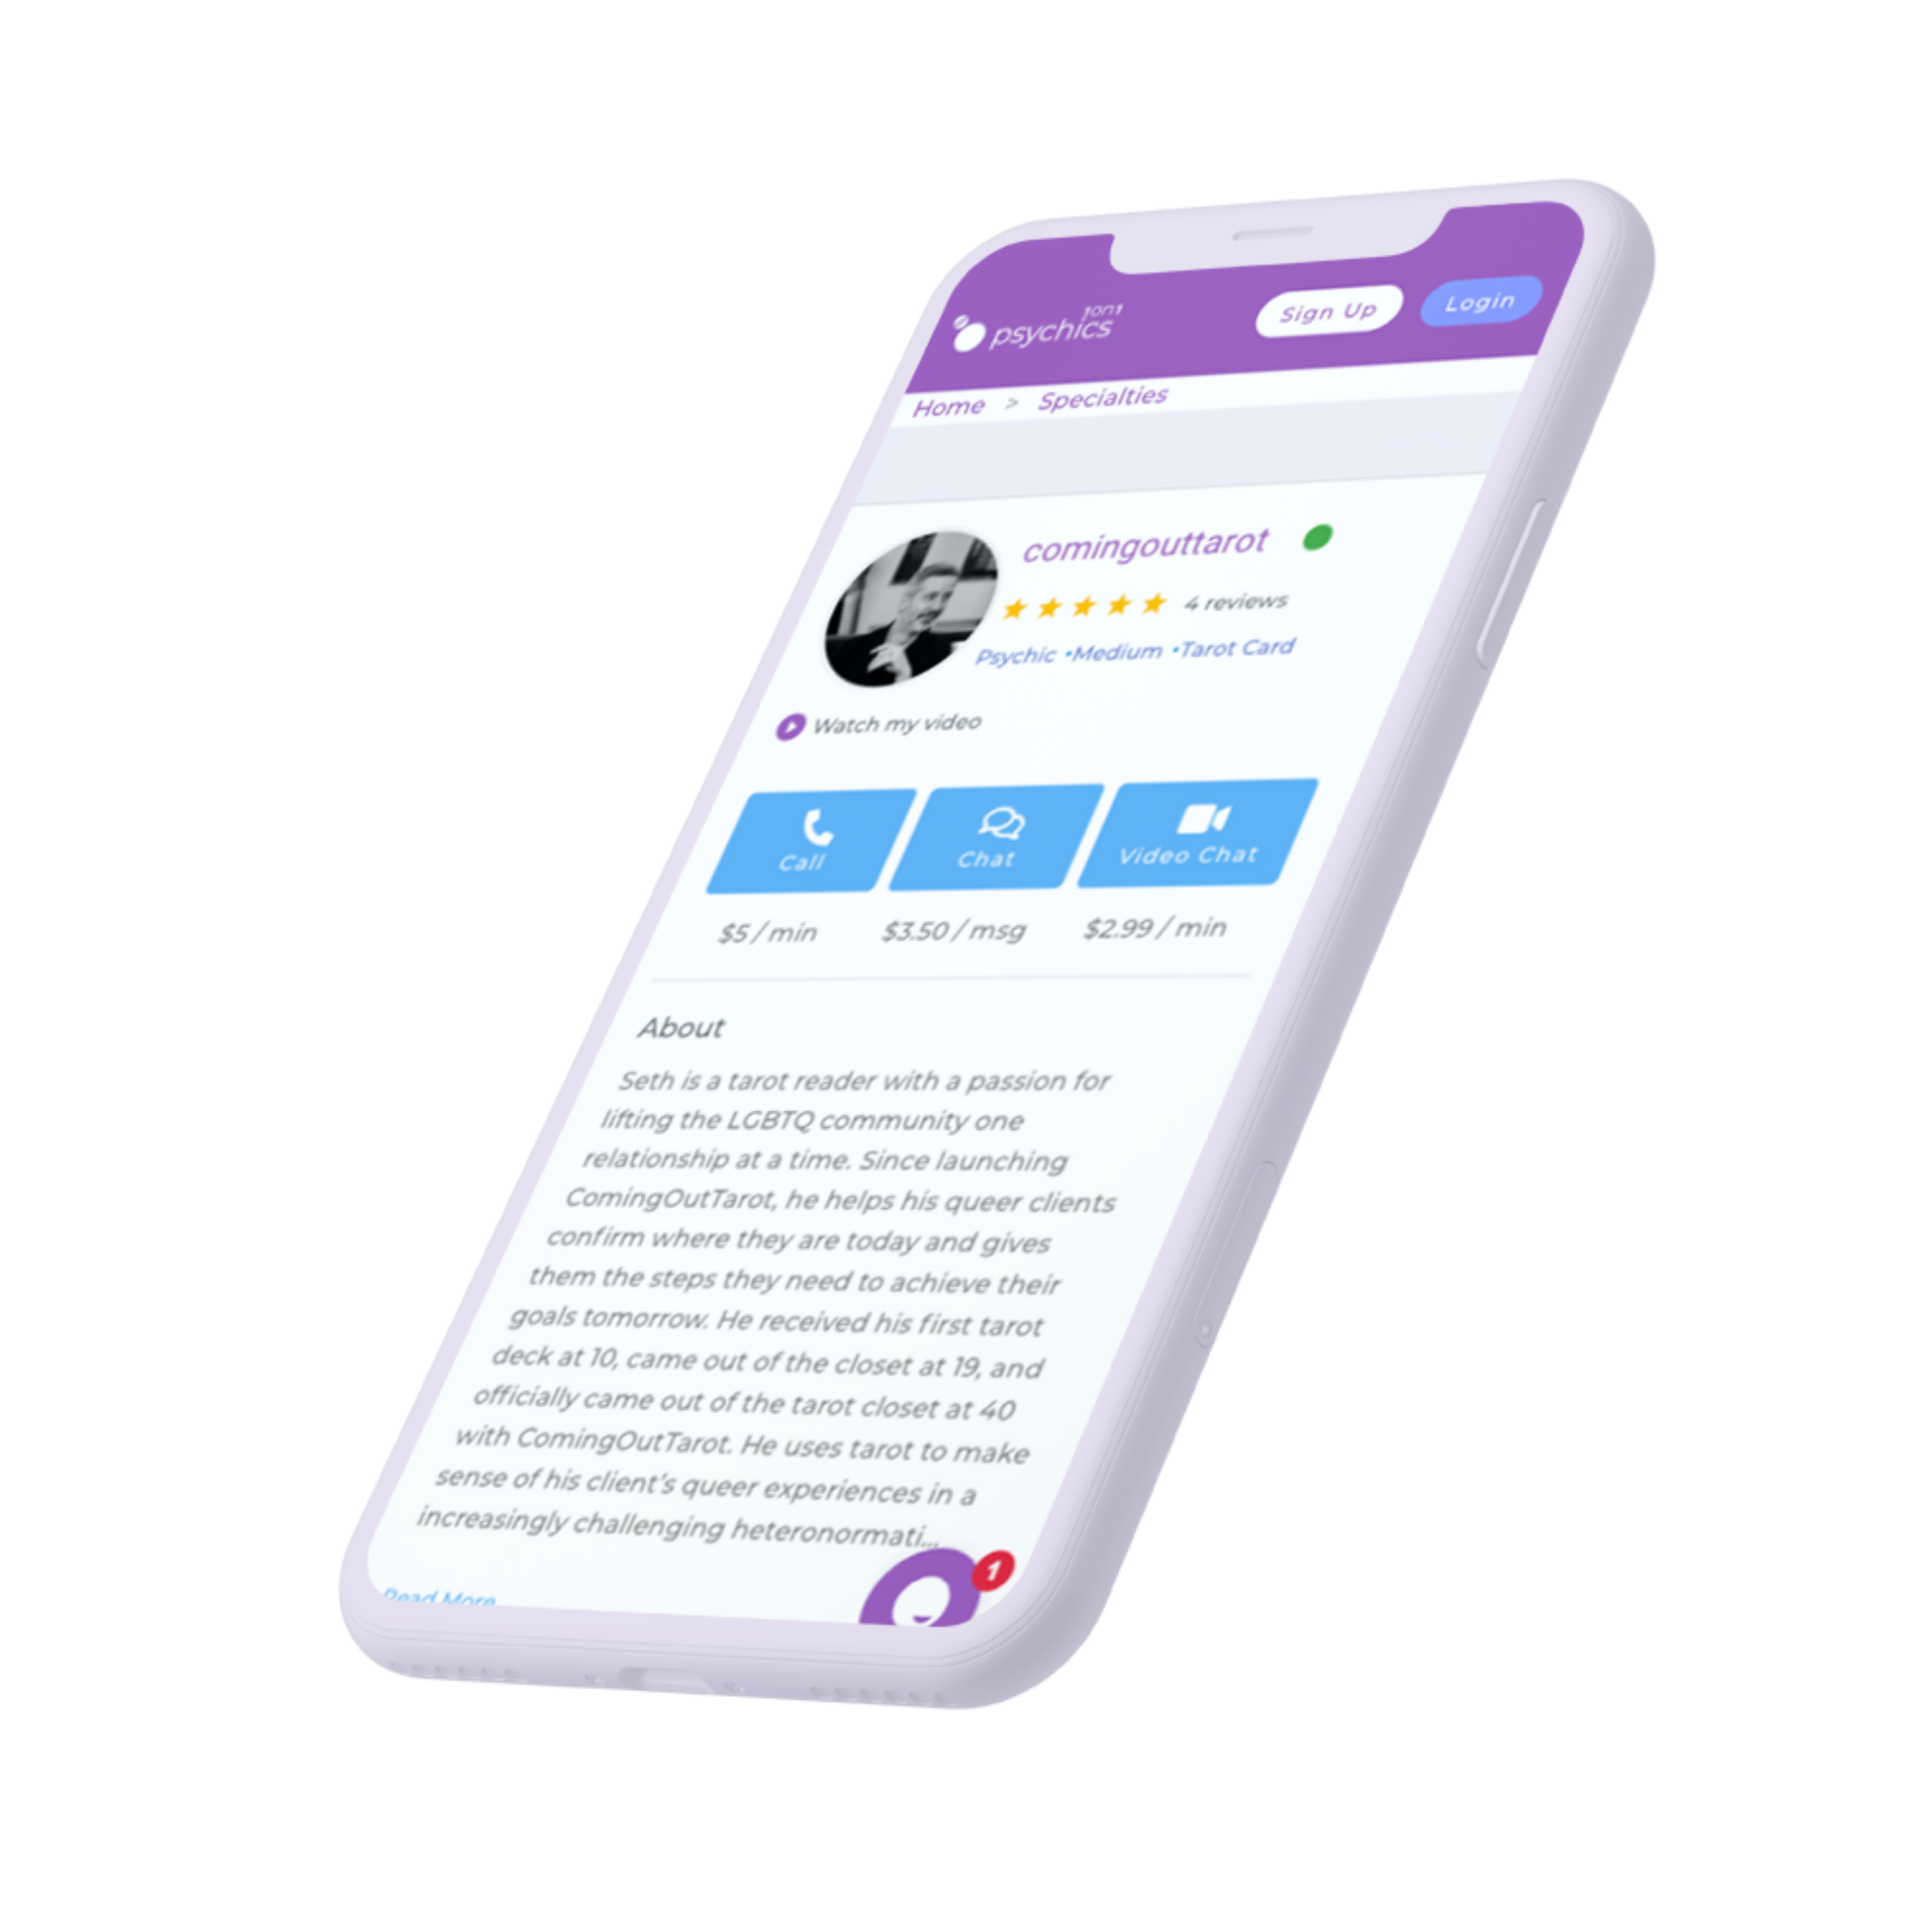 1on1
psychics
Sign Up
Login
Home > Specialties
comingouttarot
4 reviews
Psychic •Medium •Tarot Card
Watch my video
Call
Chat
Video Chat
$5 / min
$3.50 / msg
$2.99 / min
About
Seth is a tarot reader with a passion for
lifting the LGBTQ community one
relationship at a time. Since launching
ComingOutTarot, he helps his queer clients
confirm where they are today and gives
them the steps they need to achieve their
goals tomorrow. He received his first tarot
deck at 10, came out of the closet at 19, and
officially came out of the tarot closet at 40
with ComingOutTarot. He uses tarot to make
sense of his client's queer experiences in a
increasingly challenging heteronormati...
1
Read More